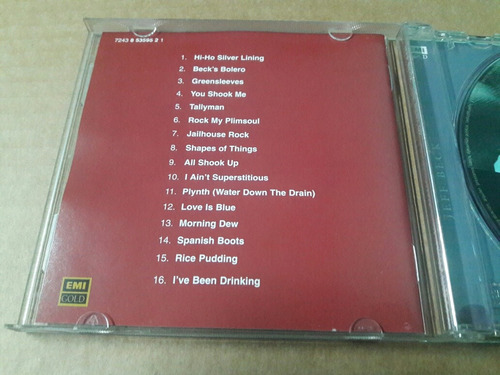 7243 8 53598 2 1
1. Hi-Ho Silver Lining
2. Beck's Bolero
3. Greensleeves
4. You Shook Me
5. Tallyman
6. Rock My Plimsoul
7. Jailhouse Rock
8. Shapes of Things
9. All Shook Up
10. I Ain't Superstitious
11. Plynth (Water Down The Drain)
12. Love Is Blue
13. Morning Dew
14. Spanish Boots
15. Rice Pudding
16. I've Been Drinking
EMI
GOLD
JEFF BECK